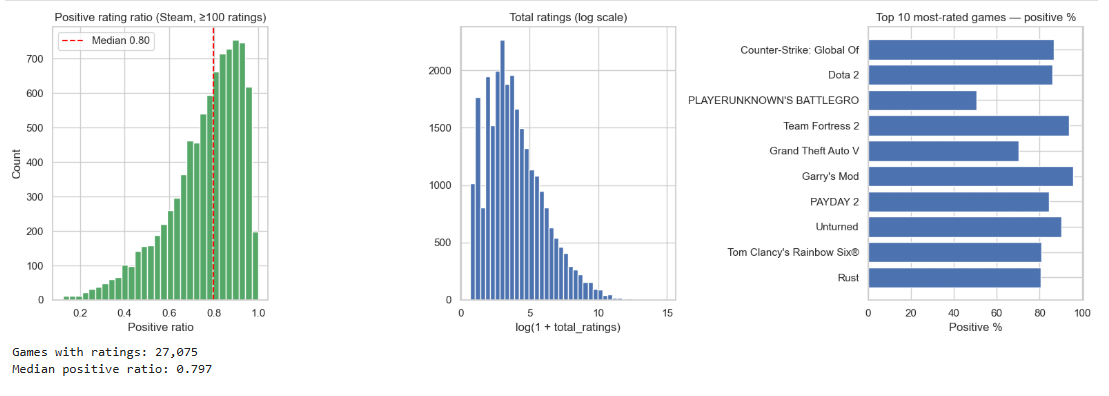 Positive rating ratio (Steam, ≥100 ratings)
Median 0.80
700
600
500
400
300
200
100
0
Count
0.2 0.4 0.6 0.8 1.0
Positive ratio
Total ratings (log scale)
2000
1500
1000
500
0
0 5 10 15
log(1 + total_ratings)
Top 10 most-rated games — positive %
Counter-Strike: Global Of
Dota 2
PLAYERUNKNOWN'S BATTLEGRO
Team Fortress 2
Grand Theft Auto V
Garry's Mod
PAYDAY 2
Unturned
Tom Clancy's Rainbow Six®
Rust
0 20 40 60 80 100
Positive %
Games with ratings: 27,075
Median positive ratio: 0.797